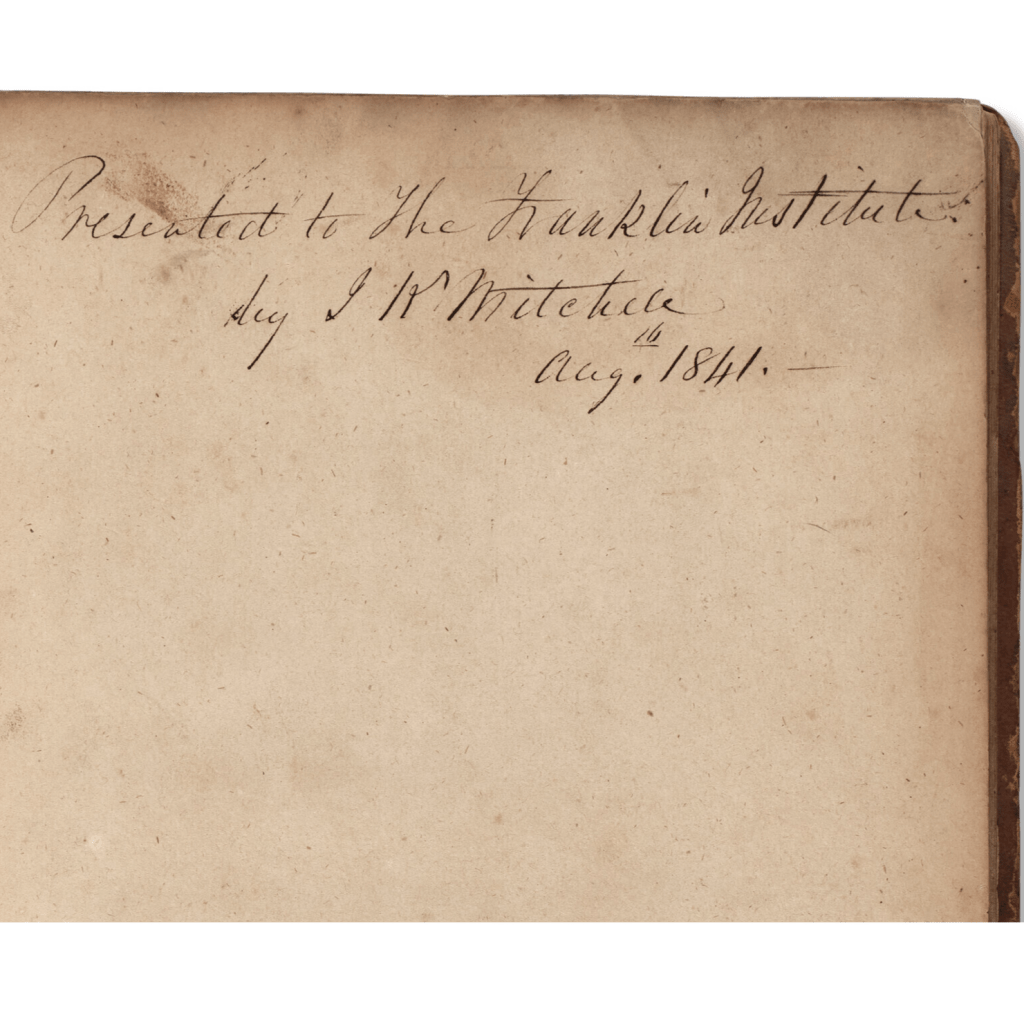 Presented to The Franklin Institute.
by J K Mitchell
Aug. 16 1841. —